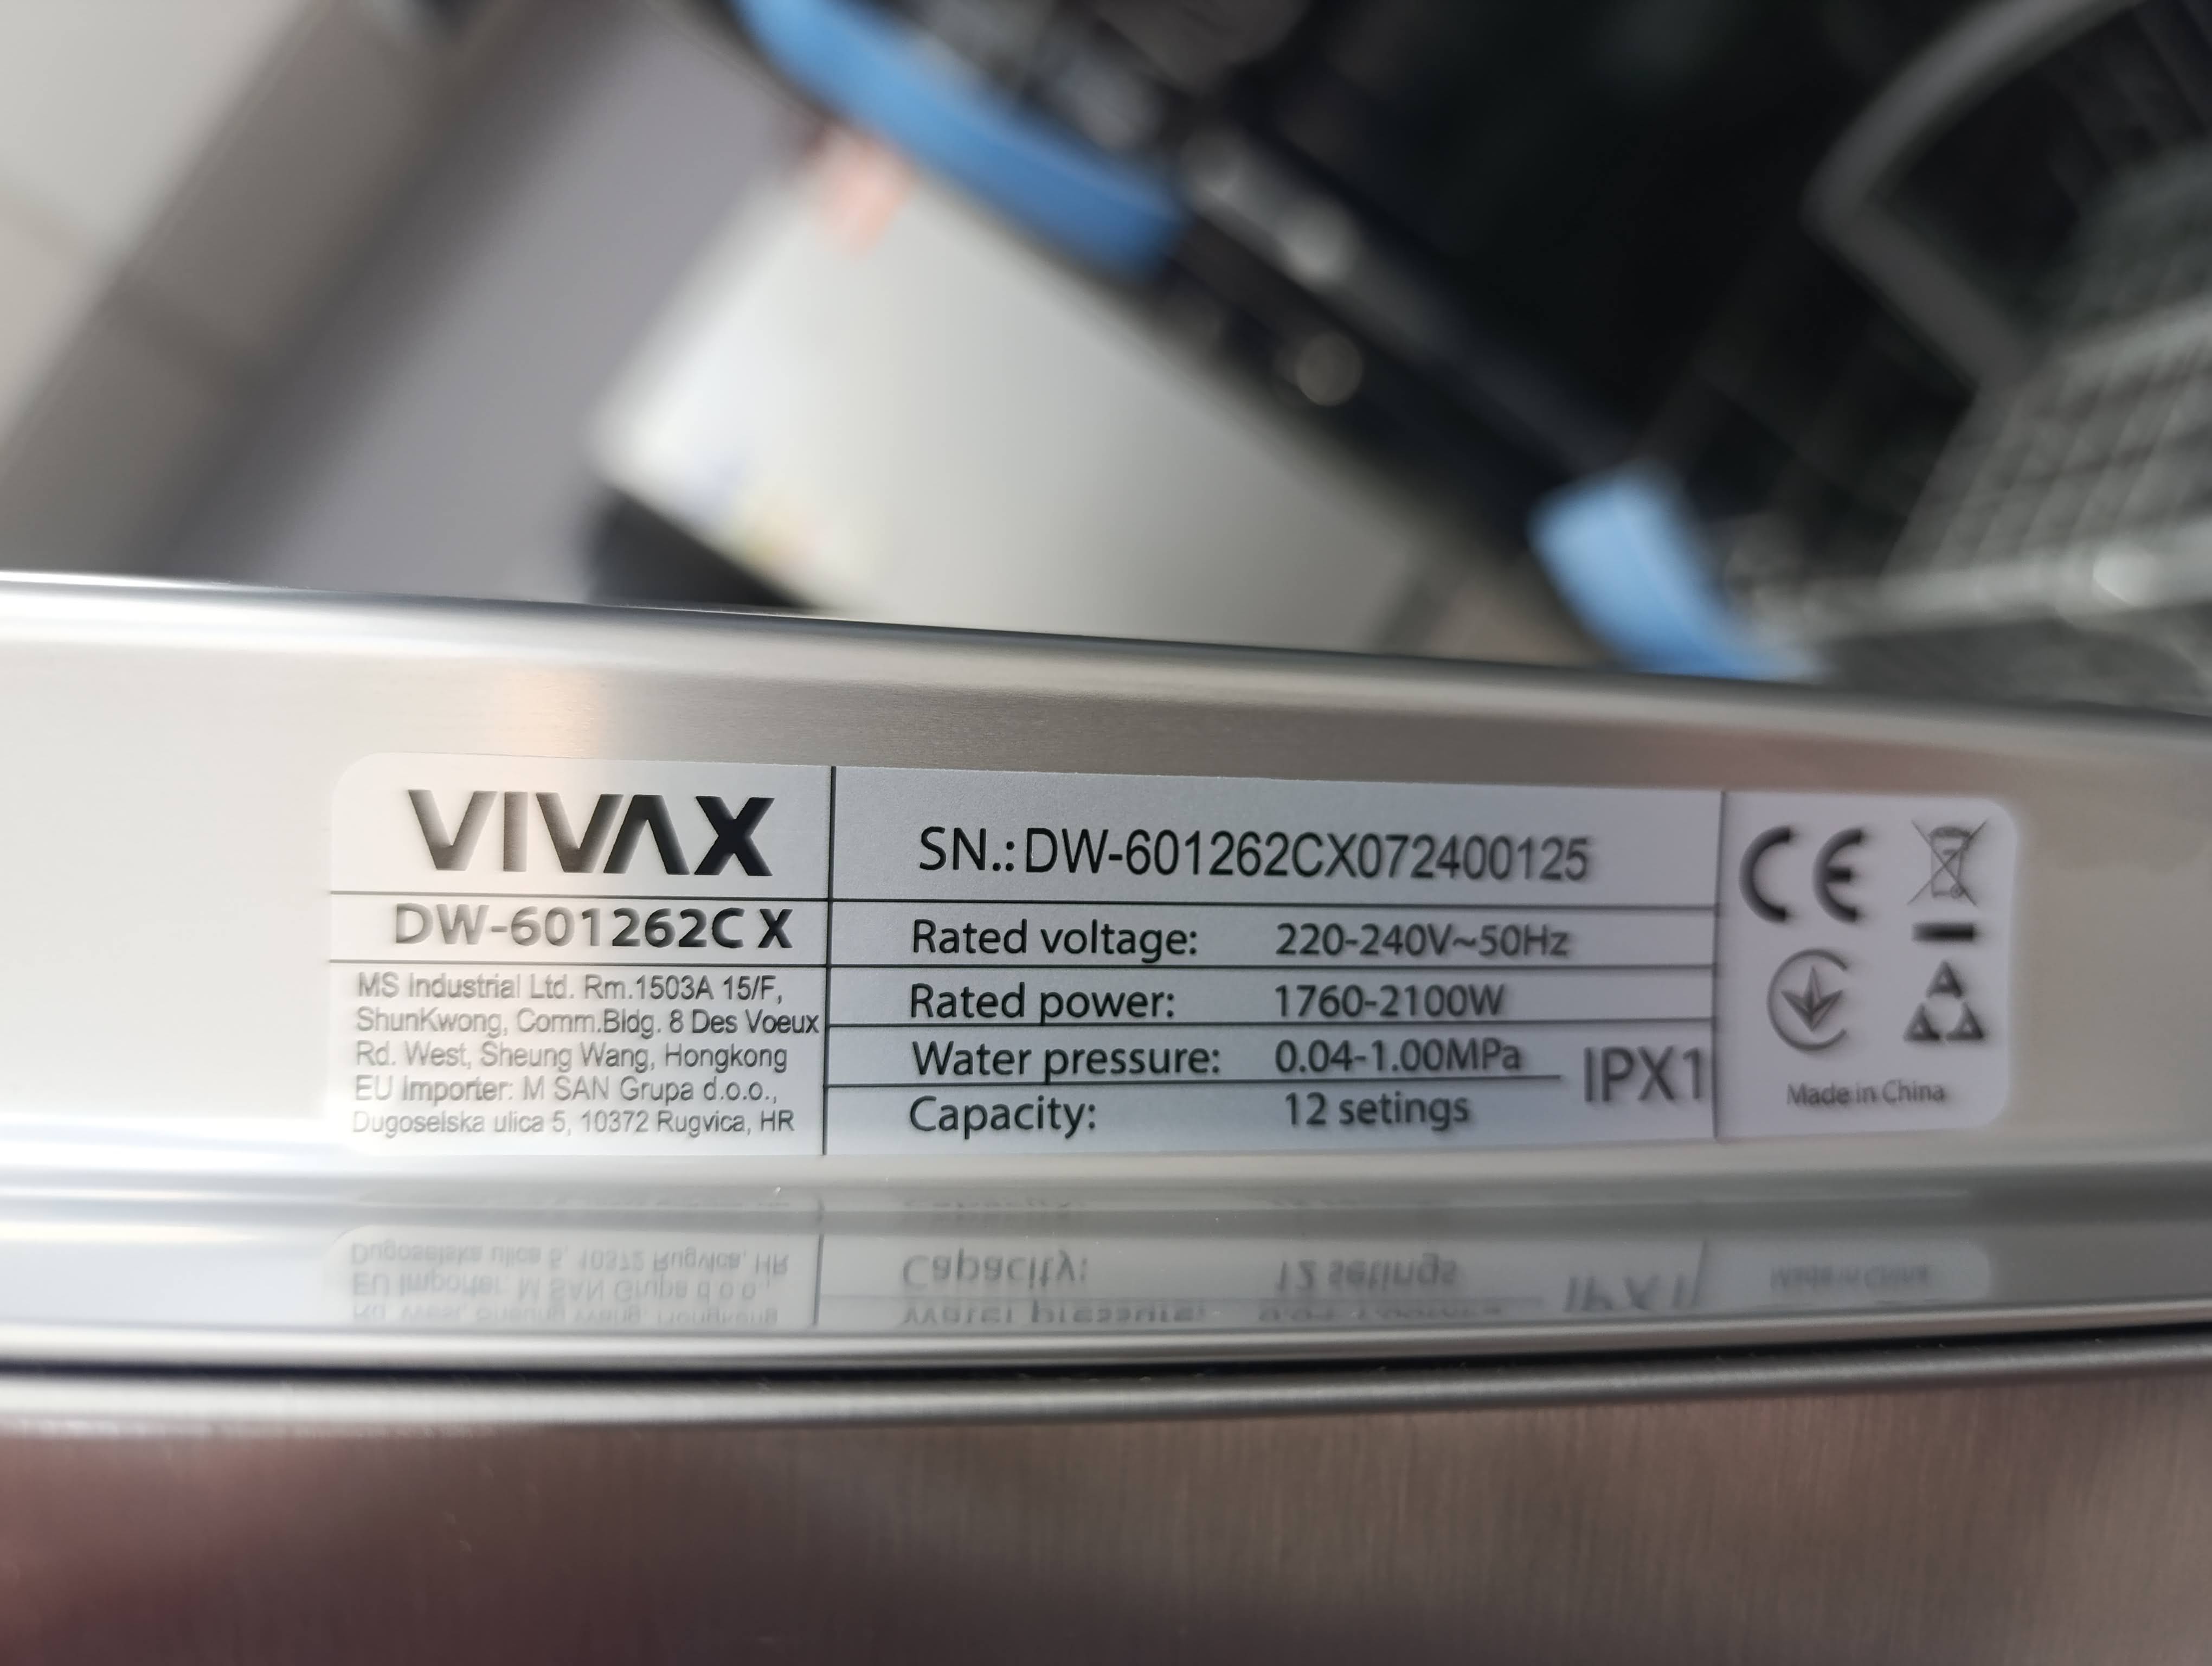 VIVAX
DW-601262C X
MS Industrial Ltd. Rm.1503A 15/F,
ShunKwong, Comm.Bldg. 8 Des Voeux
Rd. West, Sheung Wang, Hongkong
EU Importer: M SAN Grupa d.o.o.,
Dugoselska ulica 5, 10372 Rugvica, HR
SN.: DW-601262CX072400125
Rated voltage: 220-240V~50Hz
Rated power: 1760-2100W
Water pressure: 0.04-1.00MPa
Capacity: 12 setings
IPX1
CE
Made in China